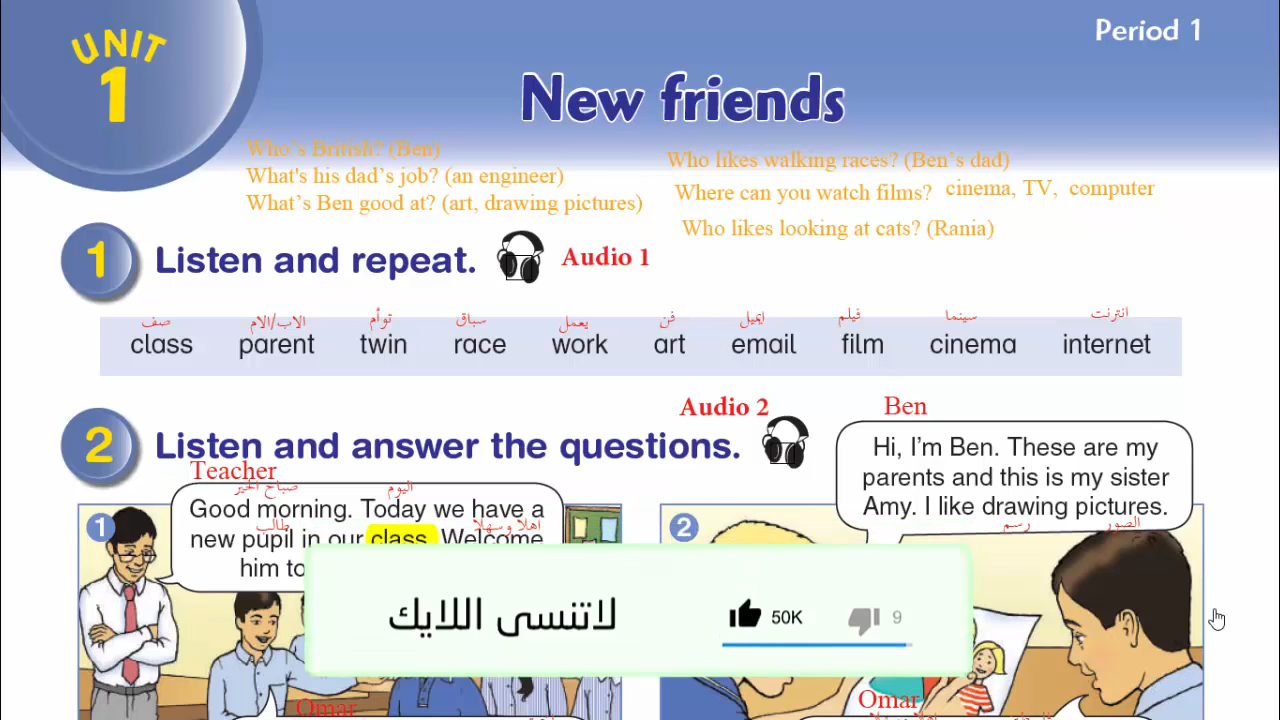 UNIT
1
Period 1
New friends
Who's British? (Ben)
What's his dad's job? (an engineer)
What's Ben good at? (art, drawing pictures)
Who likes walking races? (Ben's dad)
Where can you watch films? cinema, TV, computer
Who likes looking at cats? (Rania)
1 Listen and repeat. Audio 1
صف الاب/الام توأم سباق يعمل فن ايميل فيلم سينما انترنت
class parent twin race work art email film cinema internet
2 Listen and answer the questions. Audio 2
Teacher
صباح الخير اليوم
1
Good morning. Today we have a
طالب اهلا وسهلا
new pupil in our class. Welcome
him to
Ben
Hi, I'm Ben. These are my
parents and this is my sister
Amy. I like drawing pictures.
رسم الصور
2
لاتنسى اللايك
50K
9
Omar
Omar